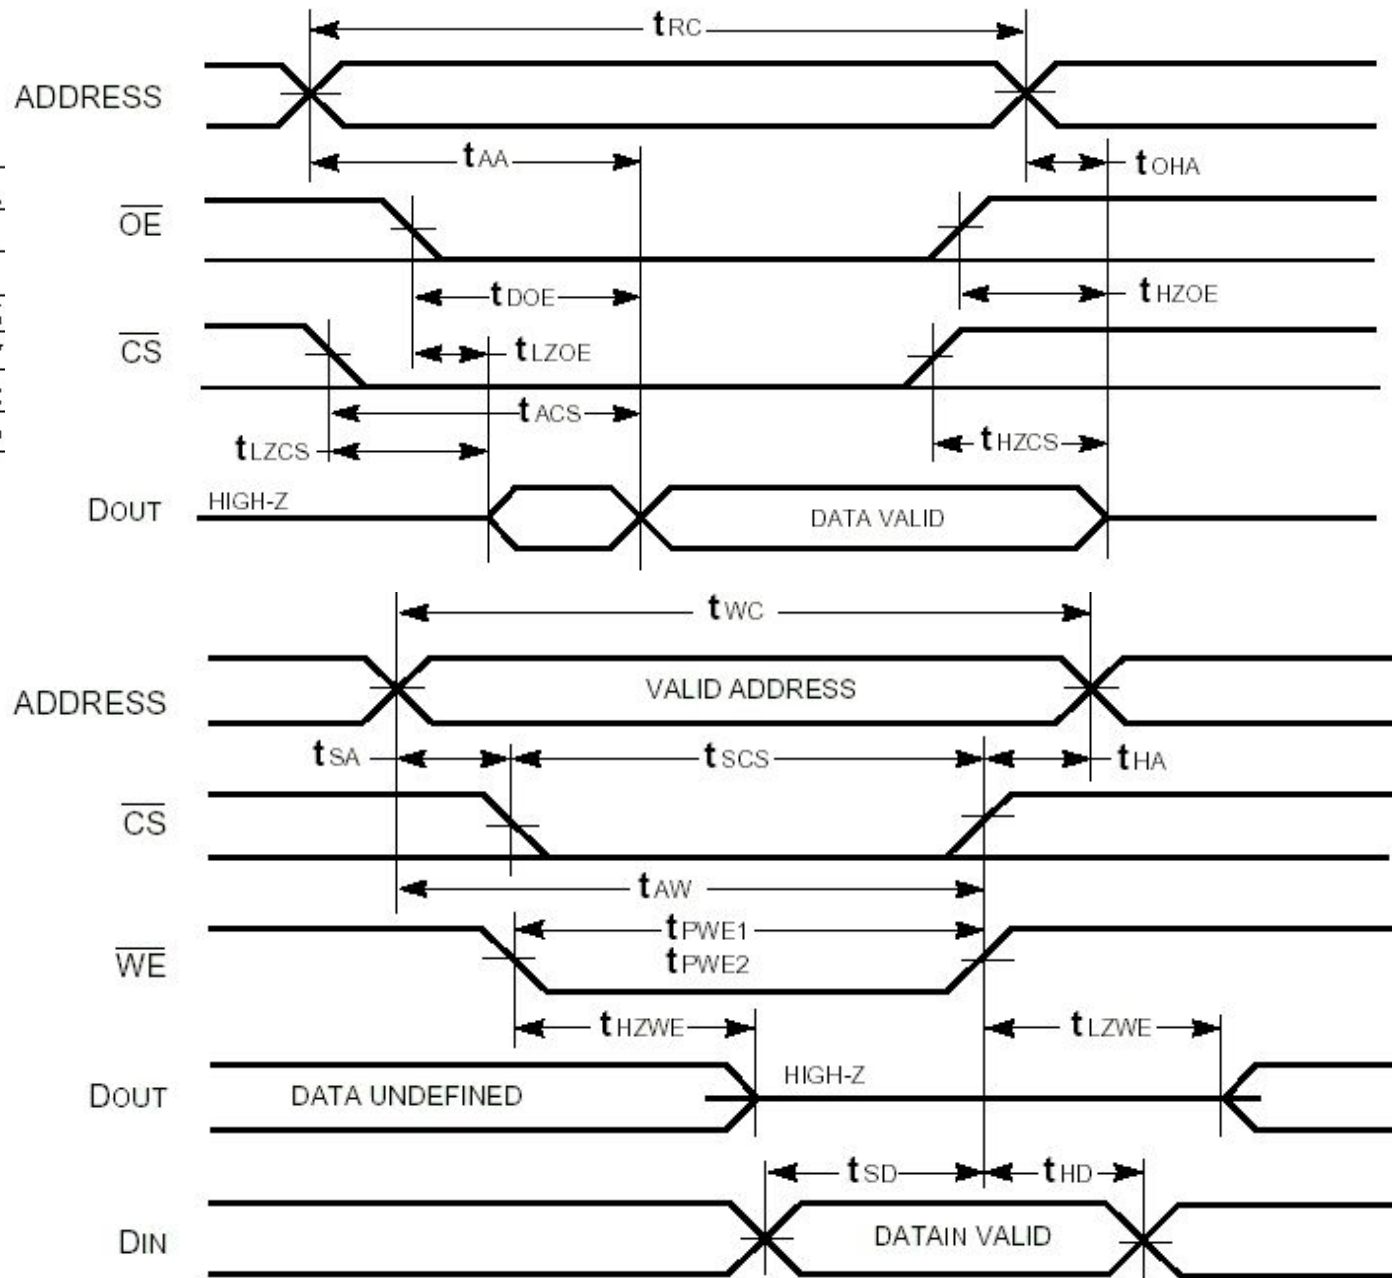 tRC
ADDRESS
tAA
tOHA
OE
tDOE
tHZOE
CS
tLZOE
tACS
tLZCS
tHZCS
DOUT
HIGH-Z
DATA VALID
tWC
ADDRESS
VALID ADDRESS
tSA
tSCS
tHA
CS
tAW
tPWE1
WE
tPWE2
tHZWE
tLZWE
DOUT
DATA UNDEFINED
HIGH-Z
tSD
tHD
DIN
DATAIN VALID